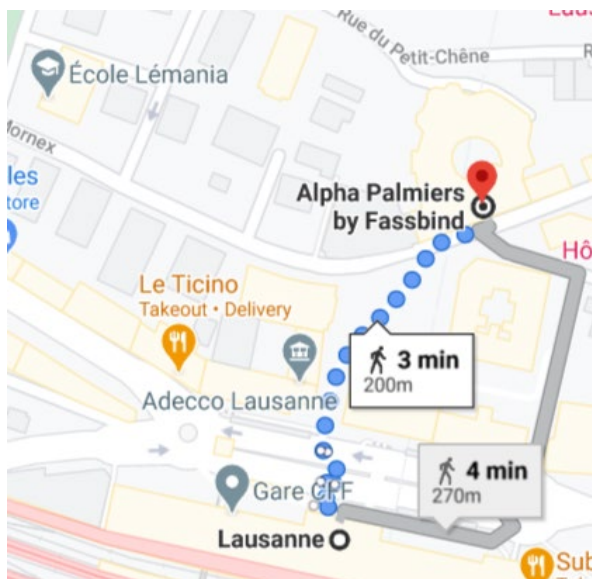 Rue du Petit-Chêne
École Lémania
Mornex
les
tore
Alpha Palmiers
by Fassbind
Hô
Le Ticino
Takeout • Delivery
3 min
200m
Adecco Lausanne
4 min
270m
Gare CFF
Lausanne
Sub